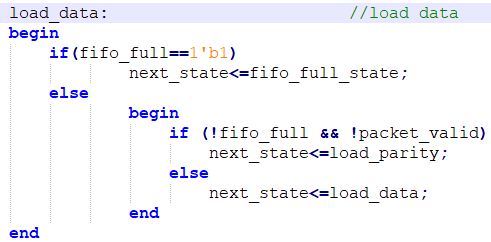 load_data: //load data
begin
if(fifo_full==1'b1)
next_state<=fifo_full_state;
else
begin
if (!fifo_full && !packet_valid)
next_state<=load_parity;
else
next_state<=load_data;
end
end